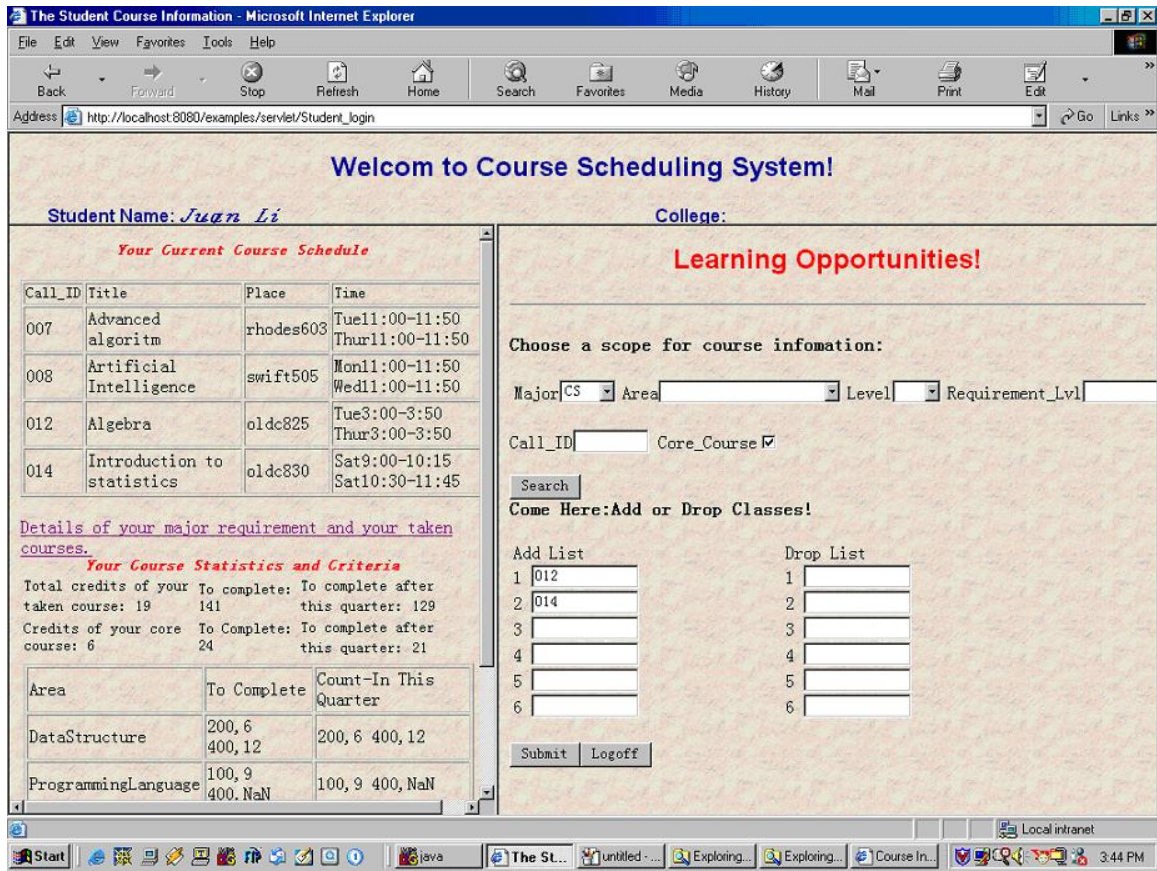 The Student Course Information - Microsoft Internet Explorer
File Edit View Favorites Tools Help
Back Forward Stop Refresh Home Search Favorites Media History Mail Print Edit »
Address http://localhost:8080/examples/servlet/Student_login Go Links »
Welcom to Course Scheduling System!
Student Name: Juan Li College:
Your Current Course Schedule
Call_ID Title Place Time
007 Advanced algoritm rhodes603 Tue11:00-11:50
Thur11:00-11:50
008 Artificial Intelligence swift505 Mon11:00-11:50
Wed11:00-11:50
012 Algebra oldc825 Tue3:00-3:50
Thur3:00-3:50
014 Introduction to statistics oldc830 Sat9:00-10:15
Sat10:30-11:45
Details of your major requirement and your taken
courses.
Your Course Statistics and Criteria
Total credits of your taken course: 19 To complete: 141 To complete after this quarter: 129
Credits of your core course: 6 To Complete: 24 To complete after this quarter: 21
Area To Complete Count-In This Quarter
DataStructure 200,6 400,12 200,6 400,12
ProgrammingLanguage 100,9 400,NaN 100,9 400,NaN
Learning Opportunities!
Choose a scope for course infomation:
Major CS Area Level Requirement_Lvl
Call_ID Core_Course
Search
Come Here:Add or Drop Classes!
Add List Drop List
1 012 1
2 014 2
3 3
4 4
5 5
6 6
Submit Logoff
Local intranet
Start java The St... untitled - ... Exploring... Exploring... Course In... 3:44 PM